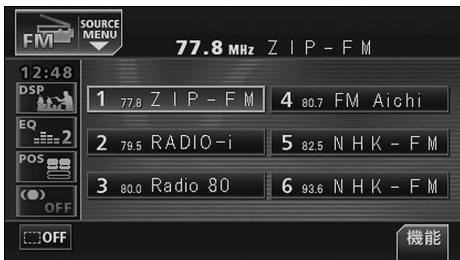 FM SOURCE MENU
77.8 MHz ZIP-FM
12:48
DSP
EQ 2
POS
OFF
1 77.8 ZIP-FM
4 80.7 FM Aichi
2 79.5 RADIO-i
5 82.5 NHK-FM
3 80.0 Radio 80
6 93.6 NHK-FM
OFF
機能